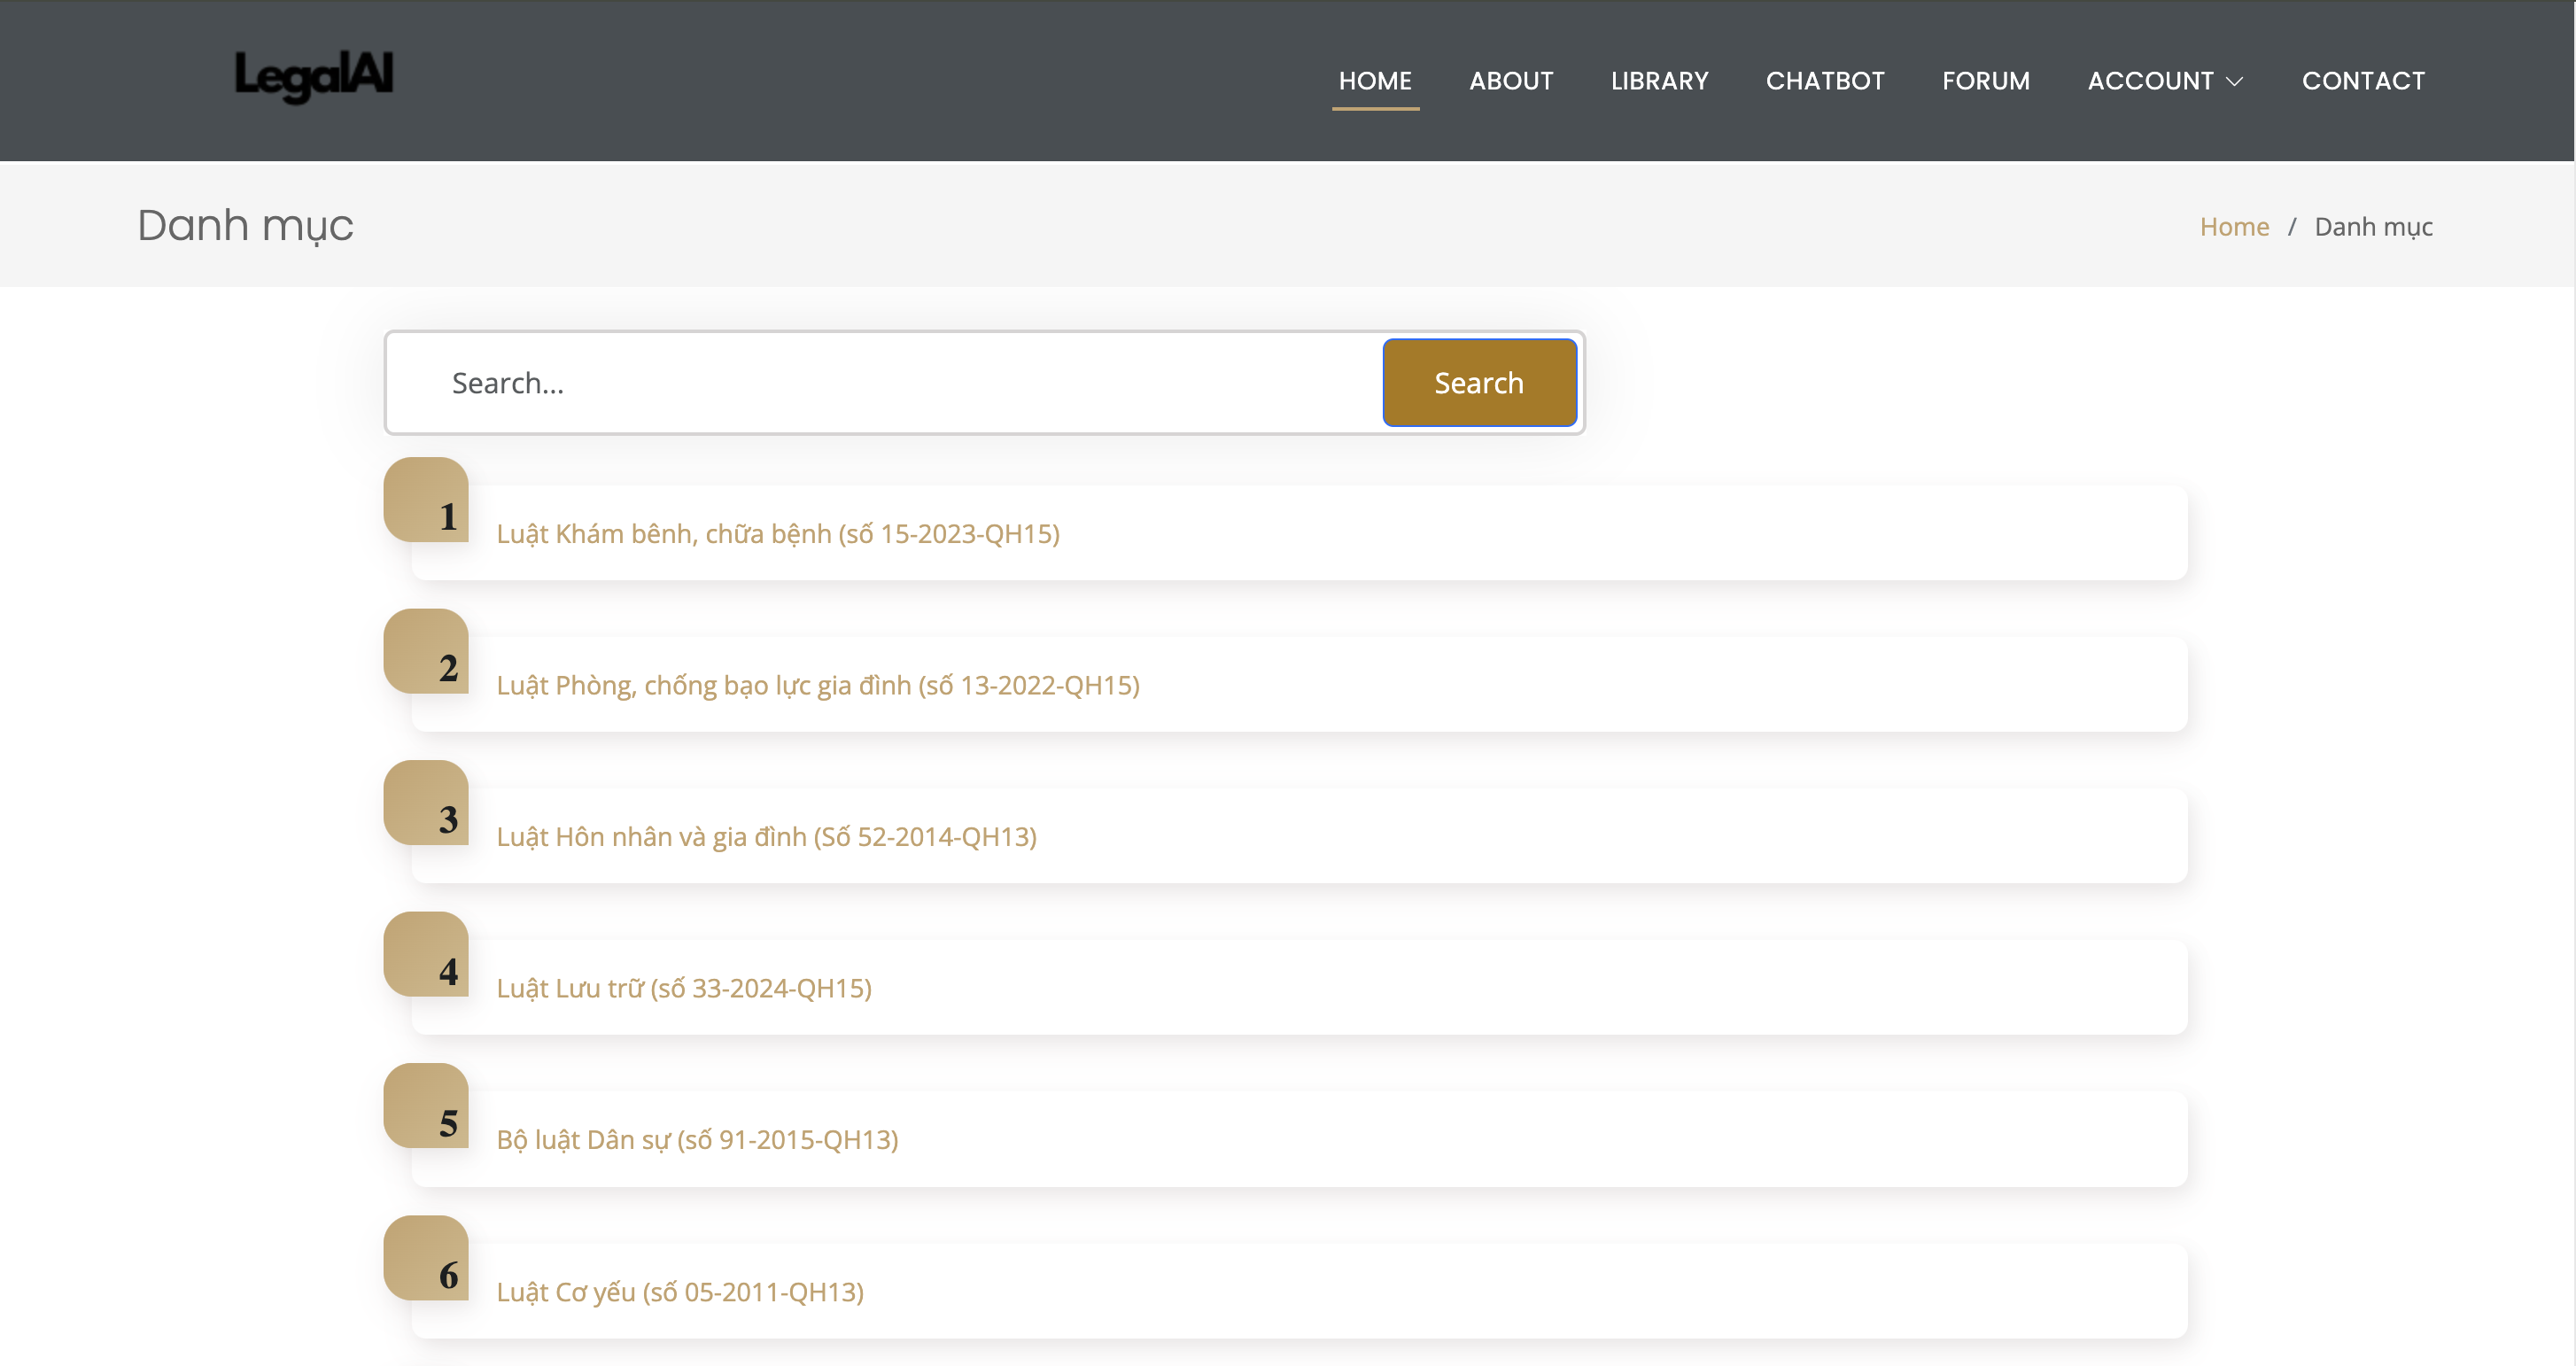 LegalAI
HOME ABOUT LIBRARY CHATBOT FORUM ACCOUNT CONTACT
Danh mục
Home / Danh mục
Search...
Search
1
Luật Khám bênh, chữa bệnh (số 15-2023-QH15)
2
Luật Phòng, chống bạo lực gia đình (số 13-2022-QH15)
3
Luật Hôn nhân và gia đình (Số 52-2014-QH13)
4
Luật Lưu trữ (số 33-2024-QH15)
5
Bộ luật Dân sự (số 91-2015-QH13)
6
Luật Cơ yếu (số 05-2011-QH13)